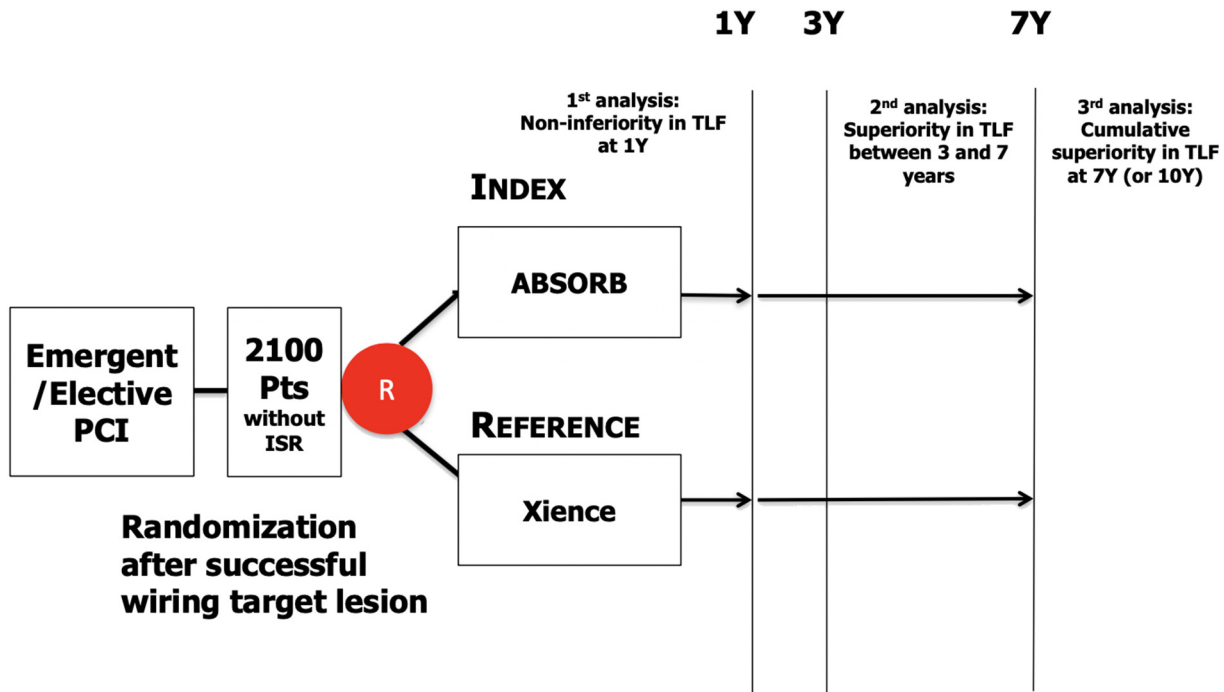 1Y
3Y
7Y
1st analysis:
Non-inferiority in TLF
at 1Y
2nd analysis:
Superiority in TLF
between 3 and 7
years
3rd analysis:
Cumulative
superiority in TLF
at 7Y (or 10Y)
INDEX
ABSORB
Emergent
/Elective
PCI
2100
Pts
without
ISR
R
REFERENCE
Xience
Randomization
after successful
wiring target lesion